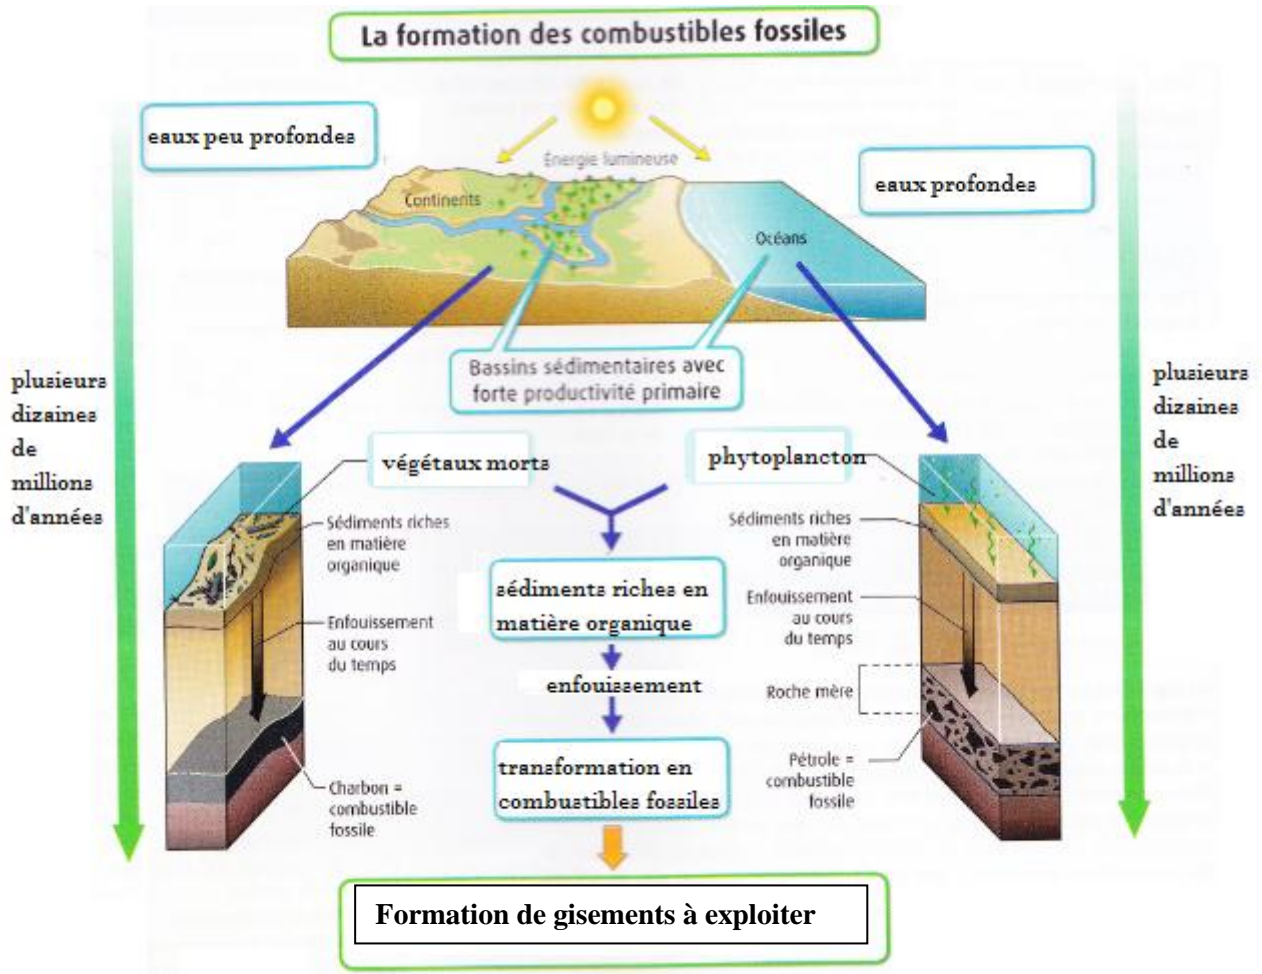 La formation des combustibles fossiles
eaux peu profondes
Énergie lumineuse
eaux profondes
Continents
Océans
Bassins sédimentaires avec
forte productivité primaire
plusieurs
dizaines
de
millions
d'années
plusieurs
dizaines
de
millions
d'années
végétaux morts
phytoplancton
Sédiments riches
en matière
organique
Enfouissement
au cours
du temps
Charbon =
combustible
fossile
sédiments riches en
matière organique
enfouissement
transformation en
combustibles fossiles
Sédiments riches
en matière
organique
Enfouissement
au cours
du temps
Roche mère
Pétrole =
combustible
fossile
Formation de gisements à exploiter